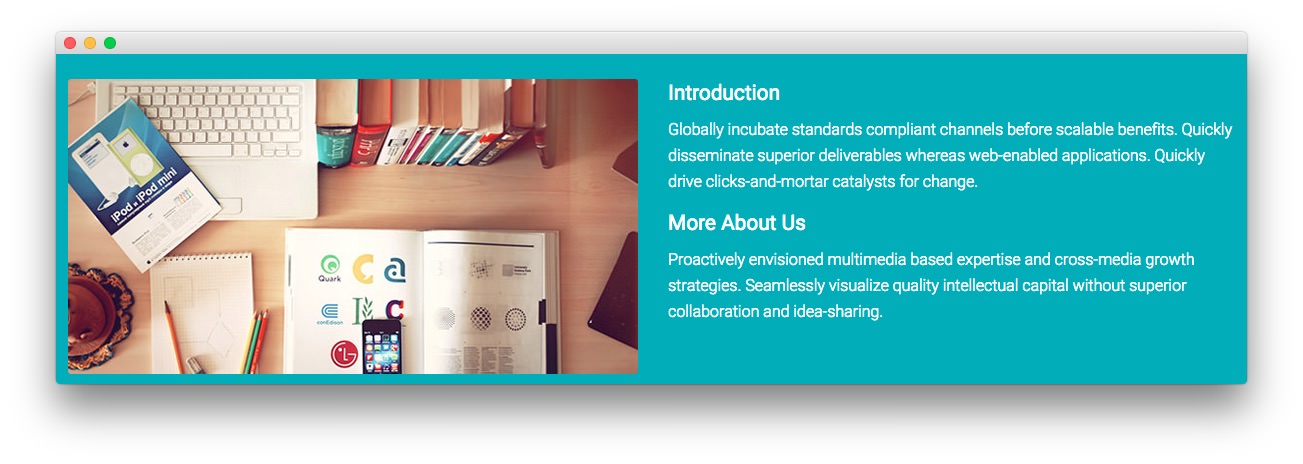 iPod & iPod mini
Quark
conEdison
LG
Introduction
Globally incubate standards compliant channels before scalable benefits. Quickly
disseminate superior deliverables whereas web-enabled applications. Quickly
drive clicks-and-mortar catalysts for change.
More About Us
Proactively envisioned multimedia based expertise and cross-media growth
strategies. Seamlessly visualize quality intellectual capital without superior
collaboration and idea-sharing.